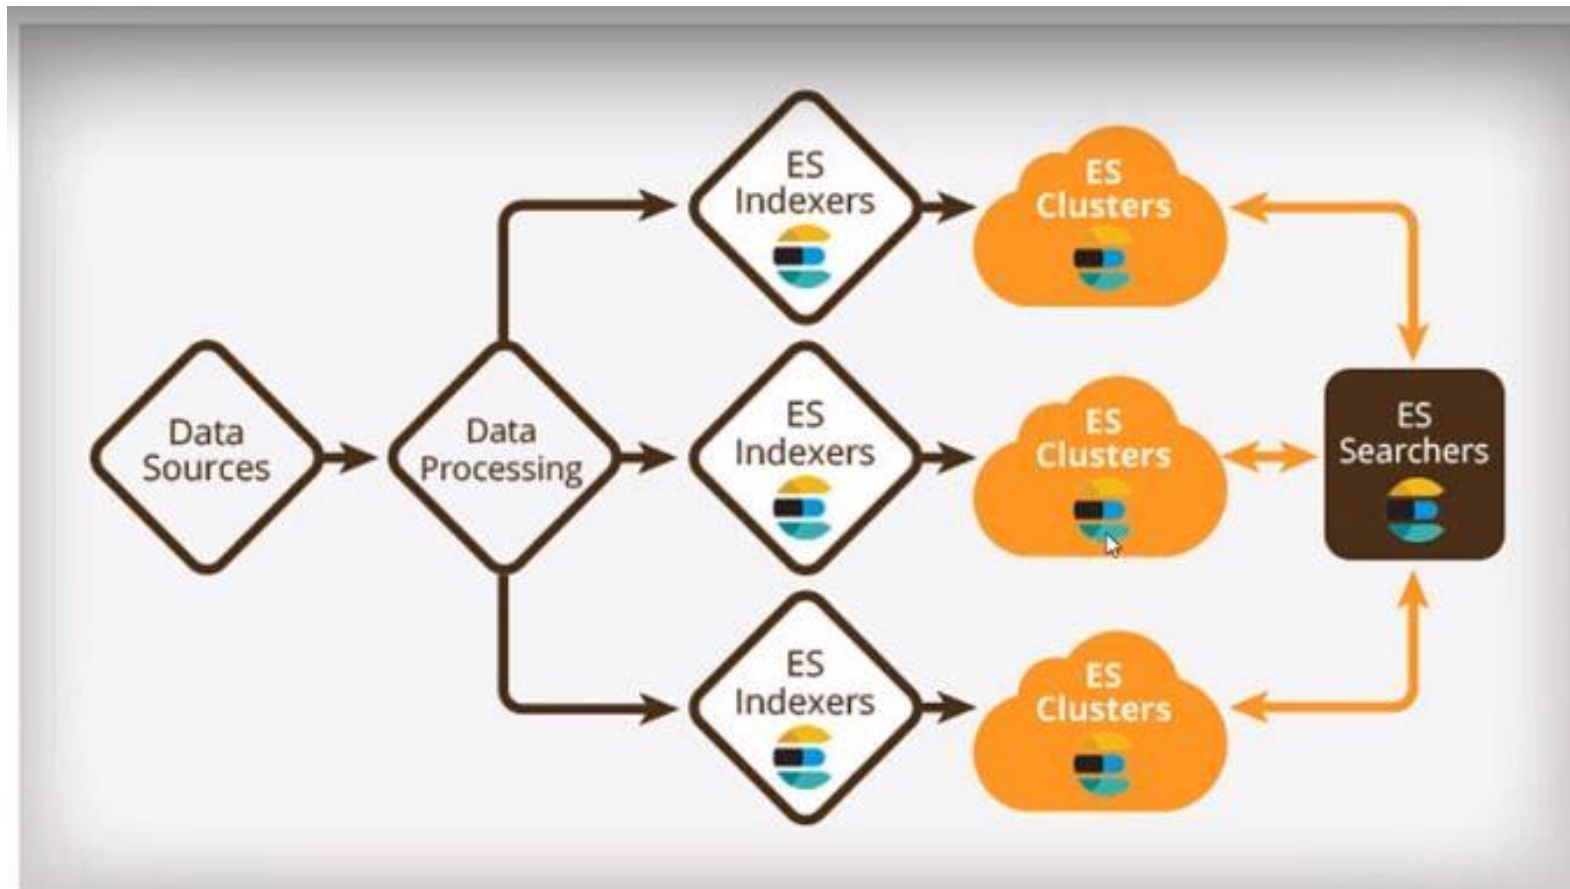 Data
Sources
Data
Processing
ES
Indexers
ES
Clusters
ES
Indexers
ES
Clusters
ES
Searchers
ES
Indexers
ES
Clusters